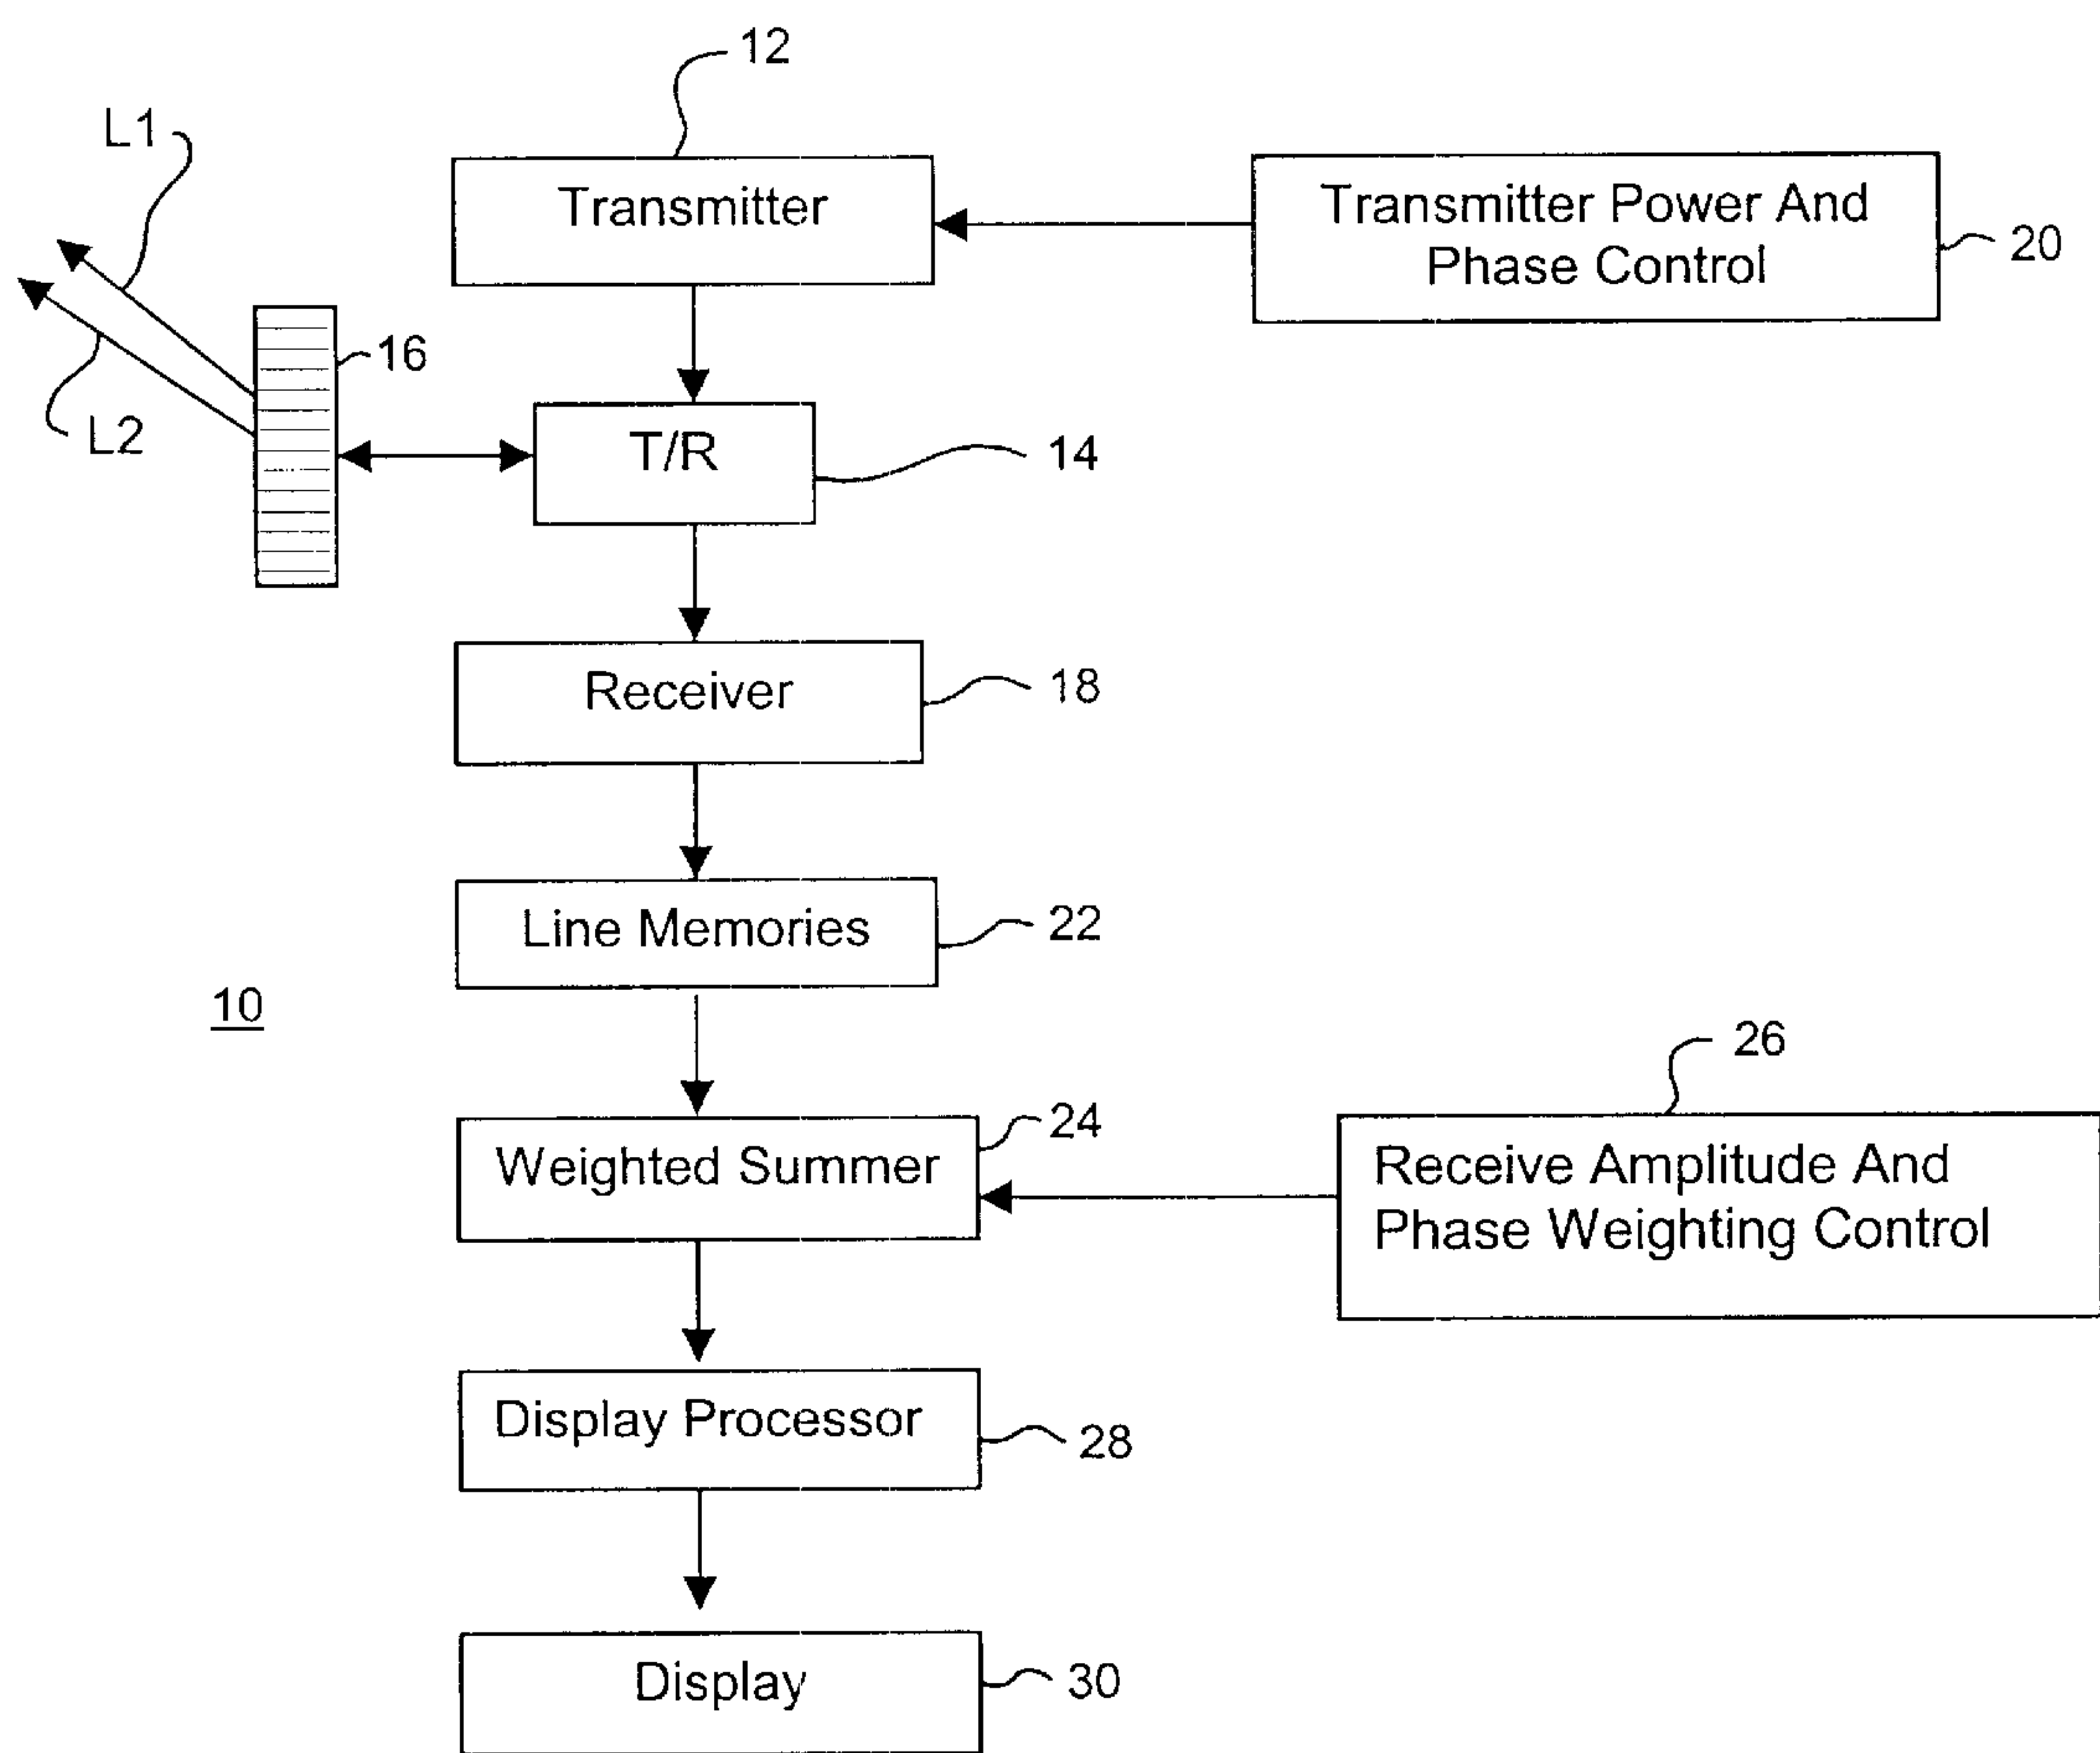 12
L1
Transmitter
Transmitter Power And
Phase Control
20
16
L2
T/R
14
Receiver
18
Line Memories
22
10
26
24
Weighted Summer
Receive Amplitude And
Phase Weighting Control
Display Processor
28
Display
30